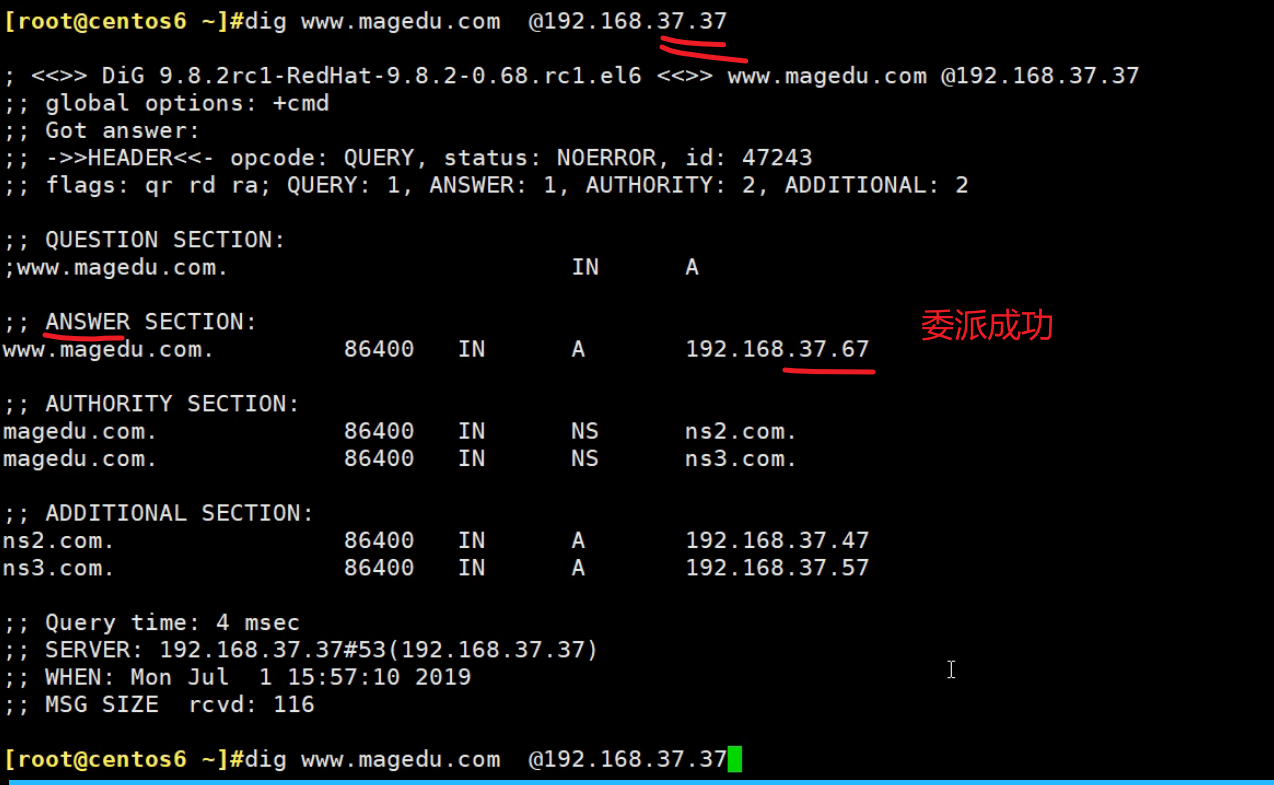 [root@centos6 ~]#dig www.magedu.com  @192.168.37.37
; <<>> DiG 9.8.2rc1-RedHat-9.8.2-0.68.rc1.el6 <<>> www.magedu.com @192.168.37.37
;; global options: +cmd
;; Got answer:
;; ->>HEADER<<- opcode: QUERY, status: NOERROR, id: 47243
;; flags: qr rd ra; QUERY: 1, ANSWER: 1, AUTHORITY: 2, ADDITIONAL: 2
;; QUESTION SECTION:
;www.magedu.com. IN A
;; ANSWER SECTION:
委派成功
www.magedu.com. 86400 IN A 192.168.37.67
;; AUTHORITY SECTION:
magedu.com. 86400 IN NS ns2.com.
magedu.com. 86400 IN NS ns3.com.
;; ADDITIONAL SECTION:
ns2.com. 86400 IN A 192.168.37.47
ns3.com. 86400 IN A 192.168.37.57
;; Query time: 4 msec
;; SERVER: 192.168.37.37#53(192.168.37.37)
;; WHEN: Mon Jul  1 15:57:10 2019
;; MSG SIZE  rcvd: 116
[root@centos6 ~]#dig www.magedu.com  @192.168.37.37